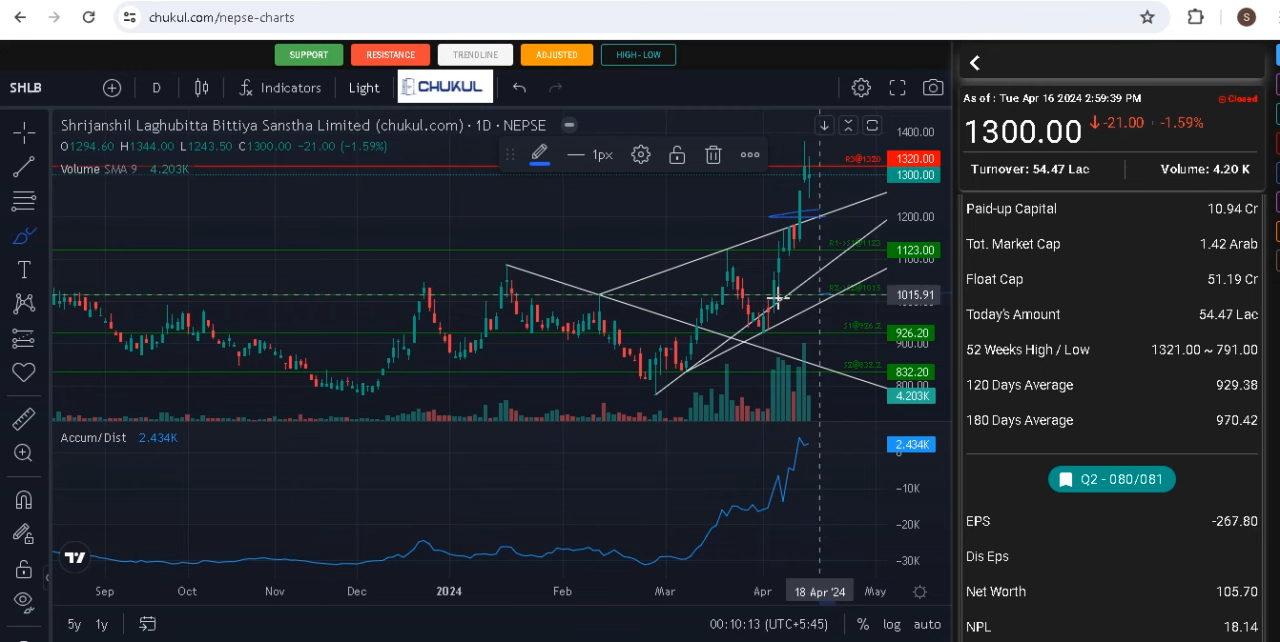 chukul.com/nepse-charts
S
SUPPORT
RESISTANCE
TRENDLINE
ADJUSTED
HIGH - LOW
SHLB
D
Indicators
Light
CHUKUL
Shrijanshil Laghubitta Bittiya Sanstha Limited (chukul.com) · 1D · NEPSE
O1294.60 H1344.00 L1243.50 C1300.00 -21.00 (-1.59%)
Volume SMA 9 4.203K
1px
R3@1320
1400.00
1320.00
1300.00
1200.00
1123.00
1100.00
1015.91
926.20
900.00
832.20
800.00
4.203K
Accum/Dist 2.434K
2.434K
0
-10K
-20K
-30K
Sep
Oct
Nov
Dec
2024
Feb
Mar
Apr
18 Apr '24
May
5y
1y
00:10:13 (UTC+5:45)
%
log
auto
As of : Tue Apr 16 2024 2:59:39 PM
Closed
1300.00
-21.00
-1.59%
Turnover: 54.47 Lac
Volume: 4.20 K
Paid-up Capital 10.94 Cr
Tot. Market Cap 1.42 Arab
Float Cap 51.19 Cr
Today's Amount 54.47 Lac
52 Weeks High / Low 1321.00 ~ 791.00
120 Days Average 929.38
180 Days Average 970.42
Q2 - 080/081
EPS -267.80
Dis Eps
Net Worth 105.70
NPL 18.14